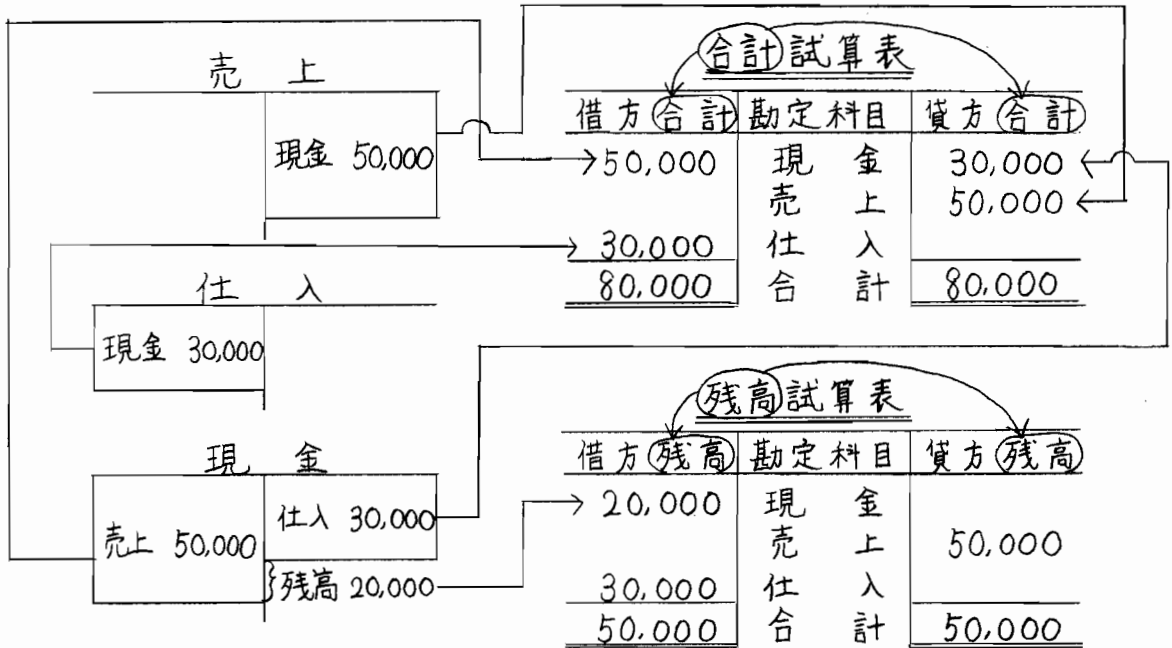 売上
現金 50,000
仕入
現金 30,000
現金
売上 50,000
仕入 30,000
残高 20,000
合計試算表
借方合計 勘定科目 貸方合計
50,000 現金 30,000
売上 50,000
30,000 仕入
80,000 合計 80,000
残高試算表
借方残高 勘定科目 貸方残高
20,000 現金
売上 50,000
30,000 仕入
50,000 合計 50,000